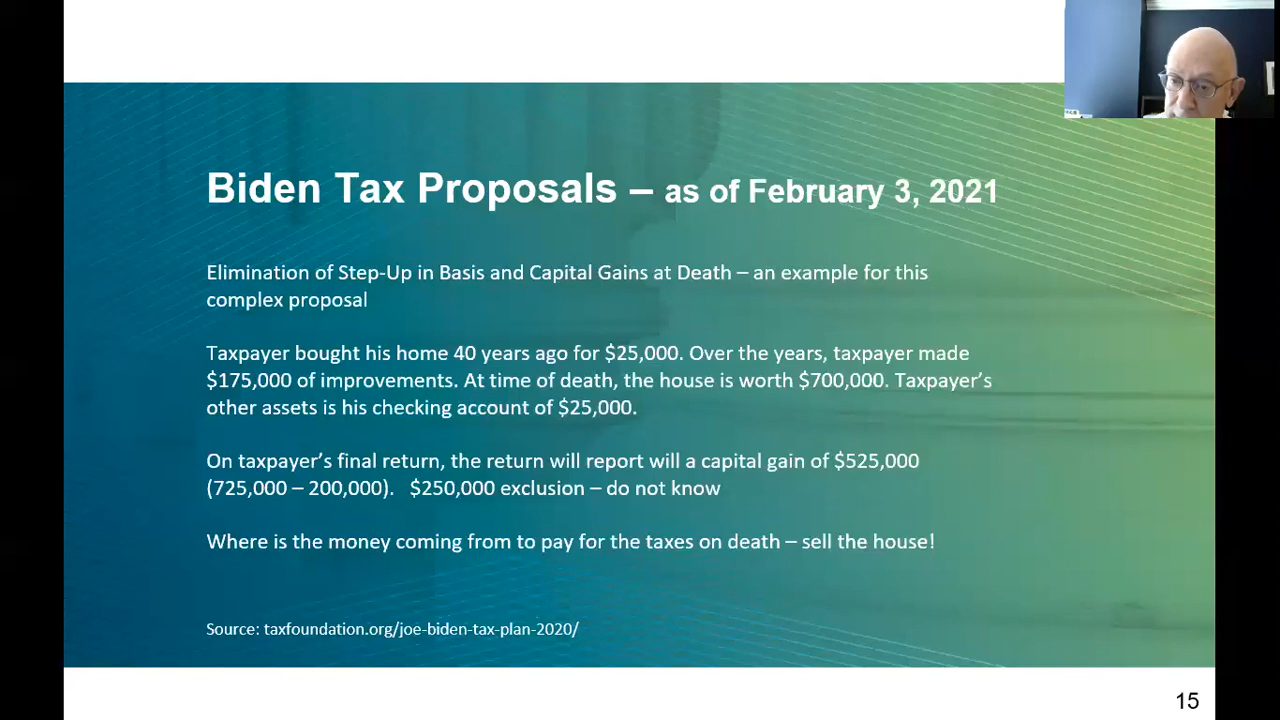 Biden Tax Proposals – as of February 3, 2021
Elimination of Step-Up in Basis and Capital Gains at Death – an example for this
complex proposal
Taxpayer bought his home 40 years ago for $25,000. Over the years, taxpayer made
$175,000 of improvements. At time of death, the house is worth $700,000. Taxpayer's
other assets is his checking account of $25,000.
On taxpayer's final return, the return will report will a capital gain of $525,000
(725,000 – 200,000). $250,000 exclusion – do not know
Where is the money coming from to pay for the taxes on death – sell the house!
Source: taxfoundation.org/joe-biden-tax-plan-2020/
15